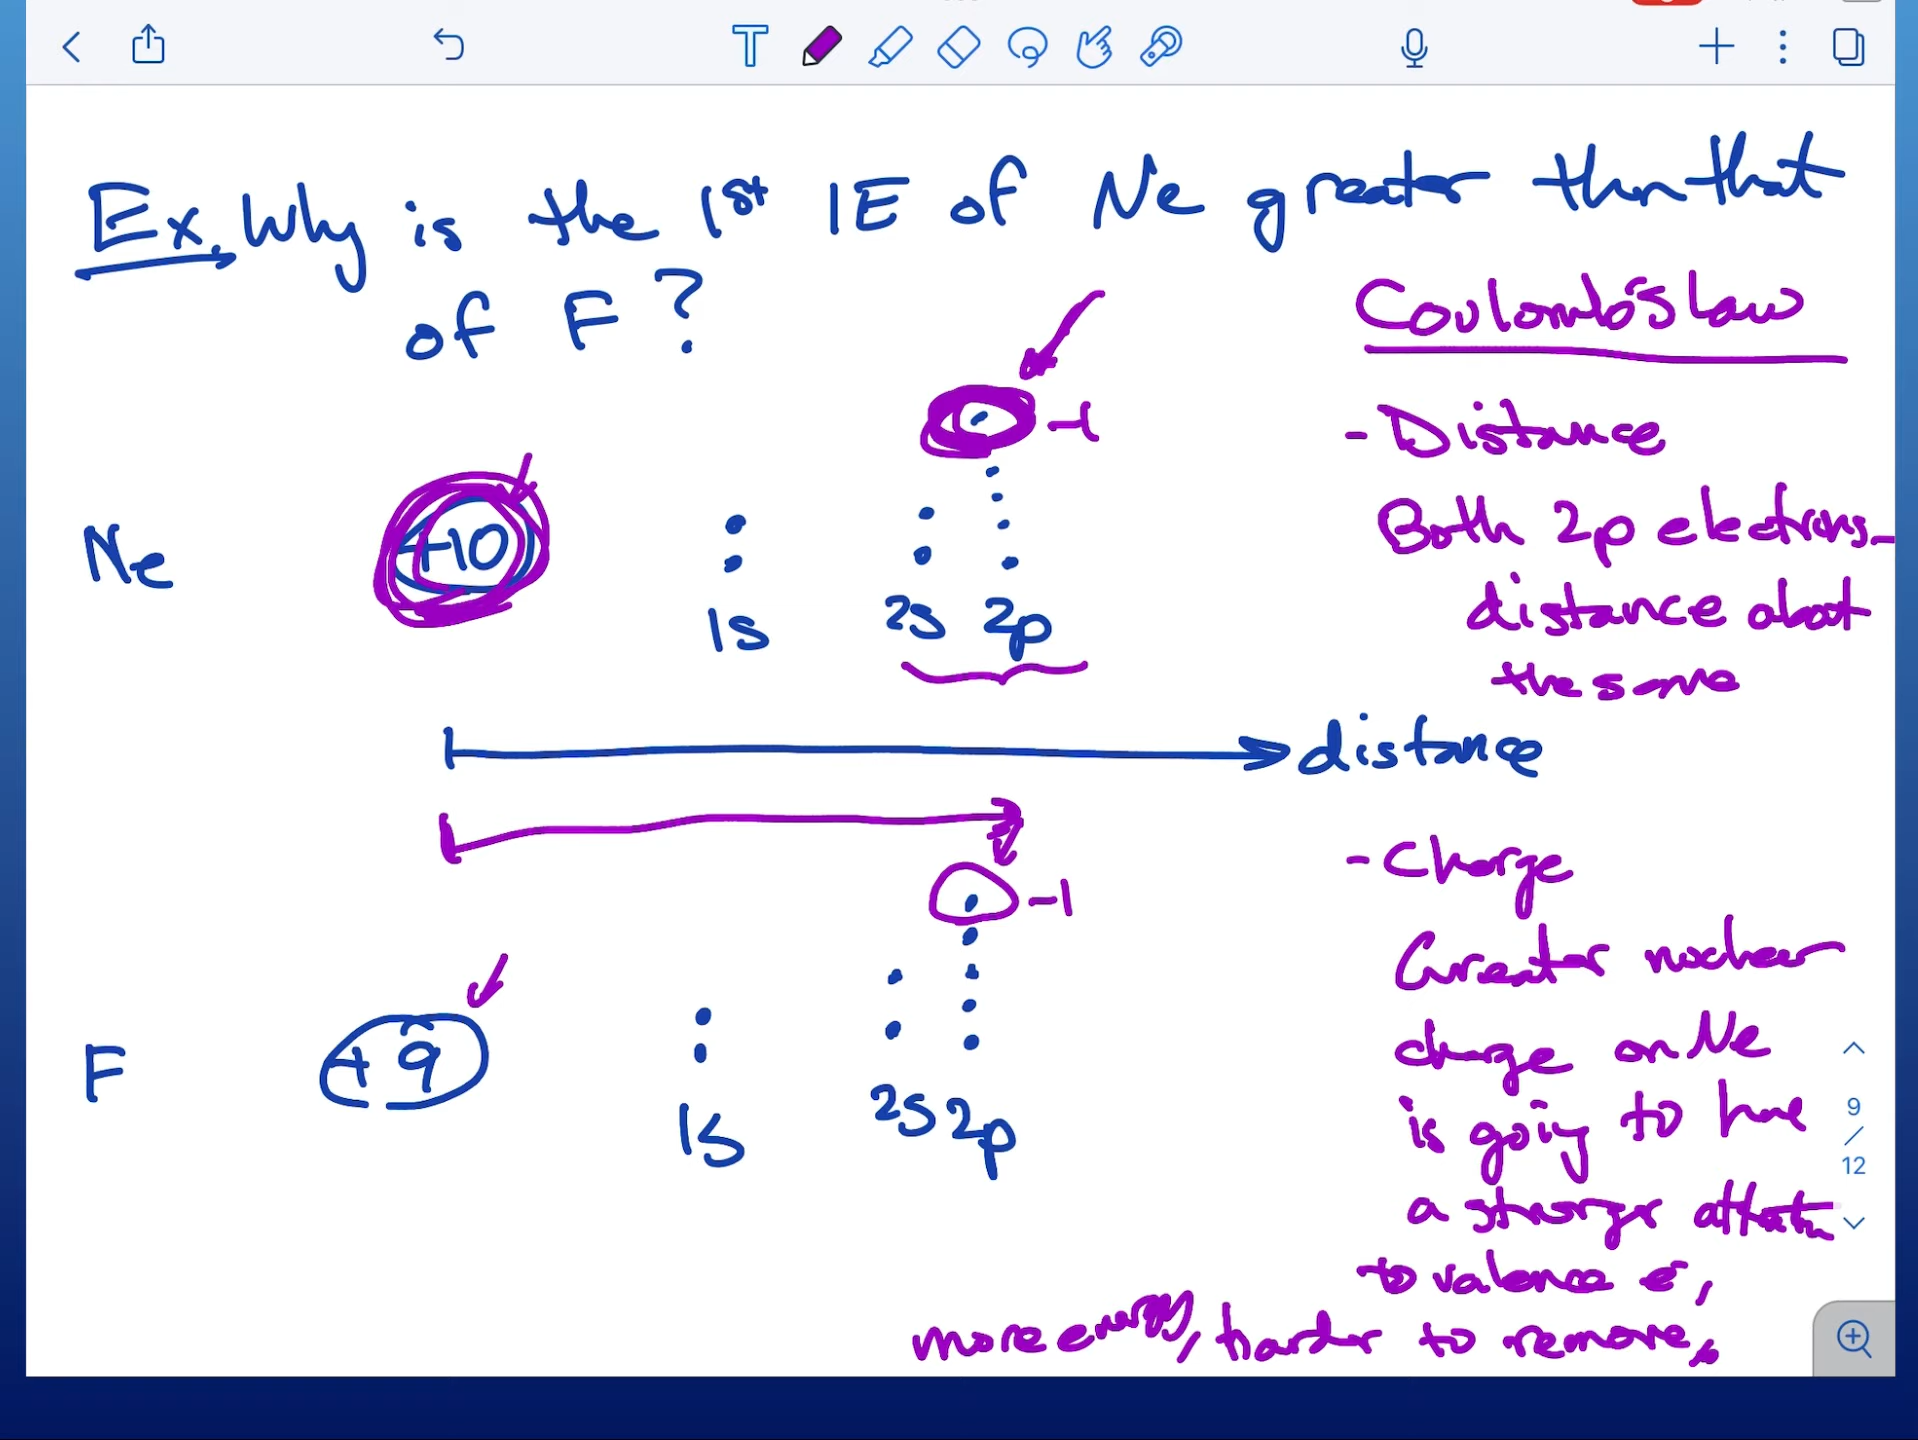 Ex. Why is the 1st IE of Ne greater than that
of F?
Coulomb's Law
- Distance
Both 2p electrons -
distance about
the same
-1
Ne
+10
1s
2s 2p
distance
- Charge
Greater nuclear
charge on Ne
is going to have
a stronger
to valence e-,
more energy, harder to remove.
-1
F
+9
1s
2s 2p
9
/
12